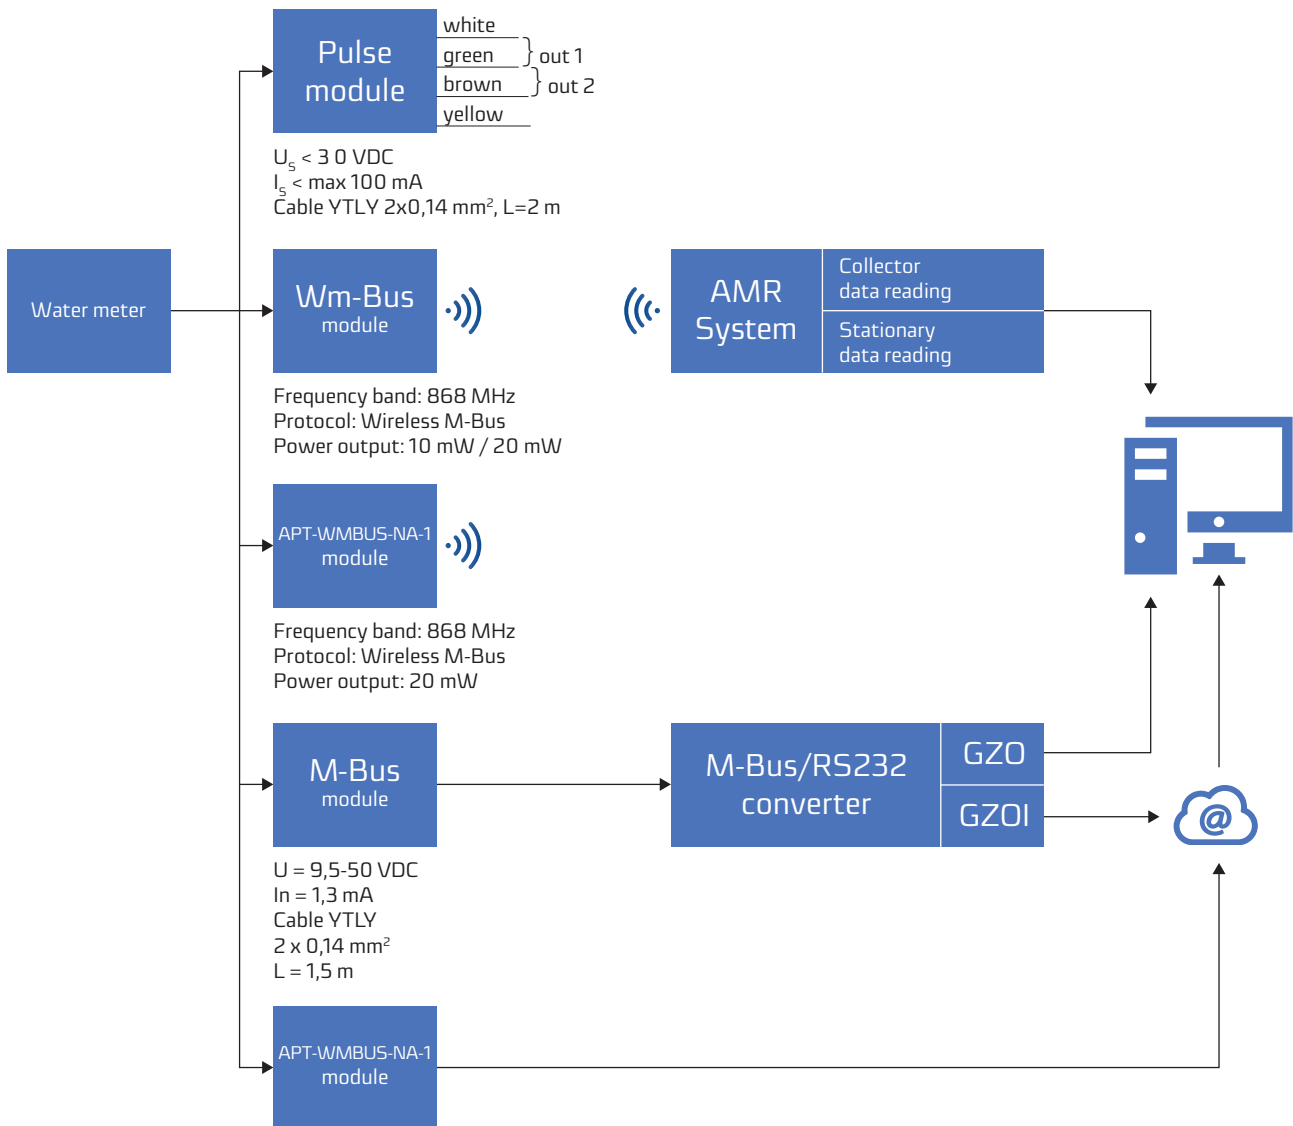 Pulse
module
white
green
out 1
brown
out 2
yellow
U_s < 3 0 VDC
I_s < max 100 mA
Cable YTLY 2x0,14 mm², L=2 m
Water meter
Wm-Bus
module
AMR
System
Collector
data reading
Stationary
data reading
Frequency band: 868 MHz
Protocol: Wireless M-Bus
Power output: 10 mW / 20 mW
APT-WMBUS-NA-1
module
Frequency band: 868 MHz
Protocol: Wireless M-Bus
Power output: 20 mW
M-Bus
module
M-Bus/RS232
converter
GZO
GZOI
@
U = 9,5-50 VDC
In = 1,3 mA
Cable YTLY
2 x 0,14 mm²
L = 1,5 m
APT-WMBUS-NA-1
module